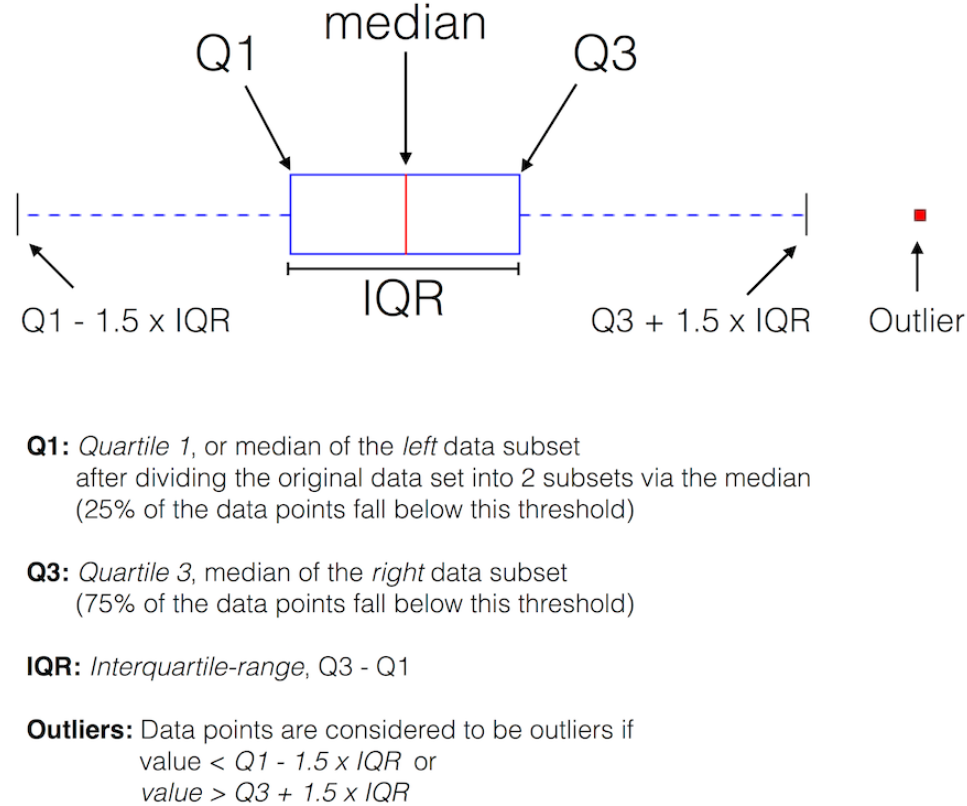 median
Q1
Q3
IQR
Q1 - 1.5 x IQR
Q3 + 1.5 x IQR
Outlier
Q1: Quartile 1, or median of the left data subset
after dividing the original data set into 2 subsets via the median
(25% of the data points fall below this threshold)
Q3: Quartile 3, median of the right data subset
(75% of the data points fall below this threshold)
IQR: Interquartile-range, Q3 - Q1
Outliers: Data points are considered to be outliers if
value < Q1 - 1.5 x IQR or
value > Q3 + 1.5 x IQR